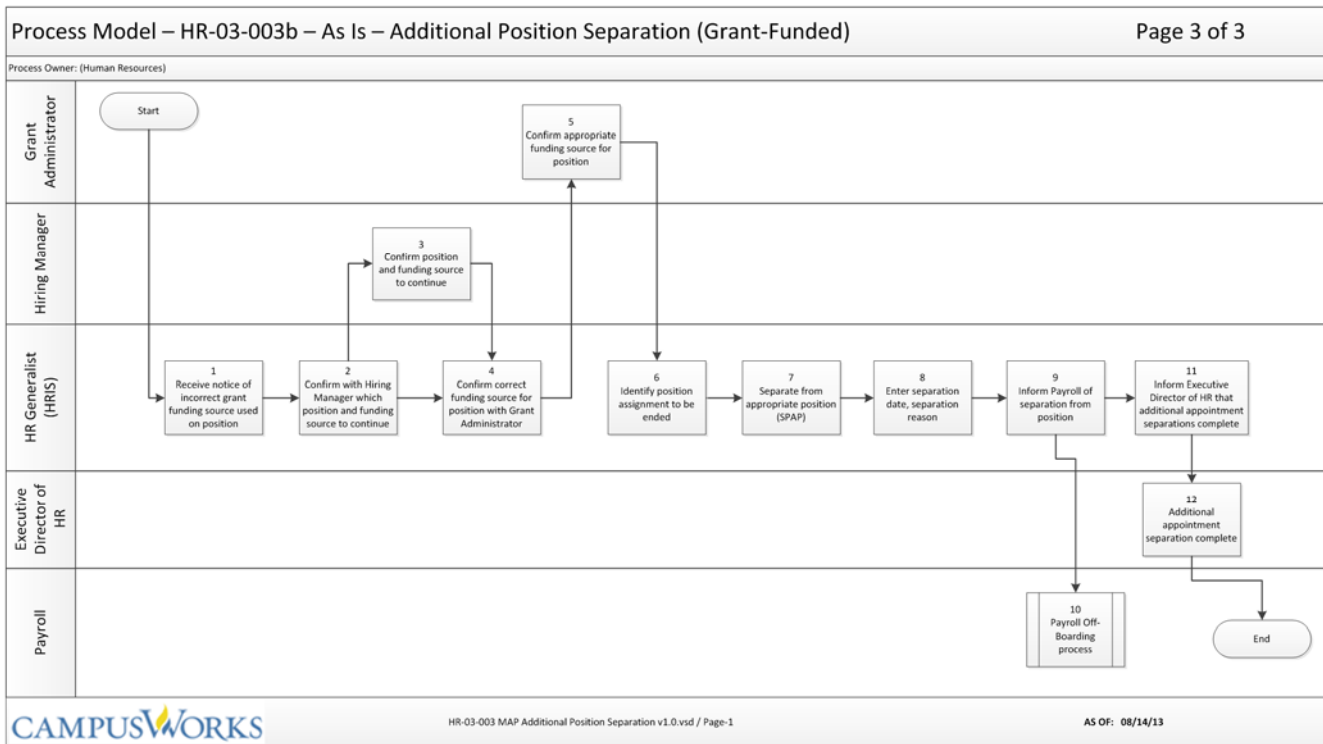 Process Model – HR-03-003b – As Is – Additional Position Separation (Grant-Funded)
Page 3 of 3
Process Owner: (Human Resources)
Grant
Administrator
Start
5
Confirm appropriate
funding source for
position
Hiring Manager
3
Confirm position
and funding source
to continue
HR Generalist
(HRIS)
1
Receive notice of
incorrect grant
funding source used
on position
2
Confirm with Hiring
Manager which
position and funding
source to continue
4
Confirm correct
funding source for
position with Grant
Administrator
6
Identify position
assignment to be
ended
7
Separate from
appropriate position
(SPAP)
8
Enter separation
date, separation
reason
9
Inform Payroll of
separation from
position
11
Inform Executive
Director of HR that
additional appointment
separations complete
Executive
Director of
HR
12
Additional
appointment
separation complete
Payroll
10
Payroll Off-
Boarding
process
End
CAMPUSWORKS
HR-03-003 MAP Additional Position Separation v1.0.vsd / Page-1
AS OF: 08/14/13